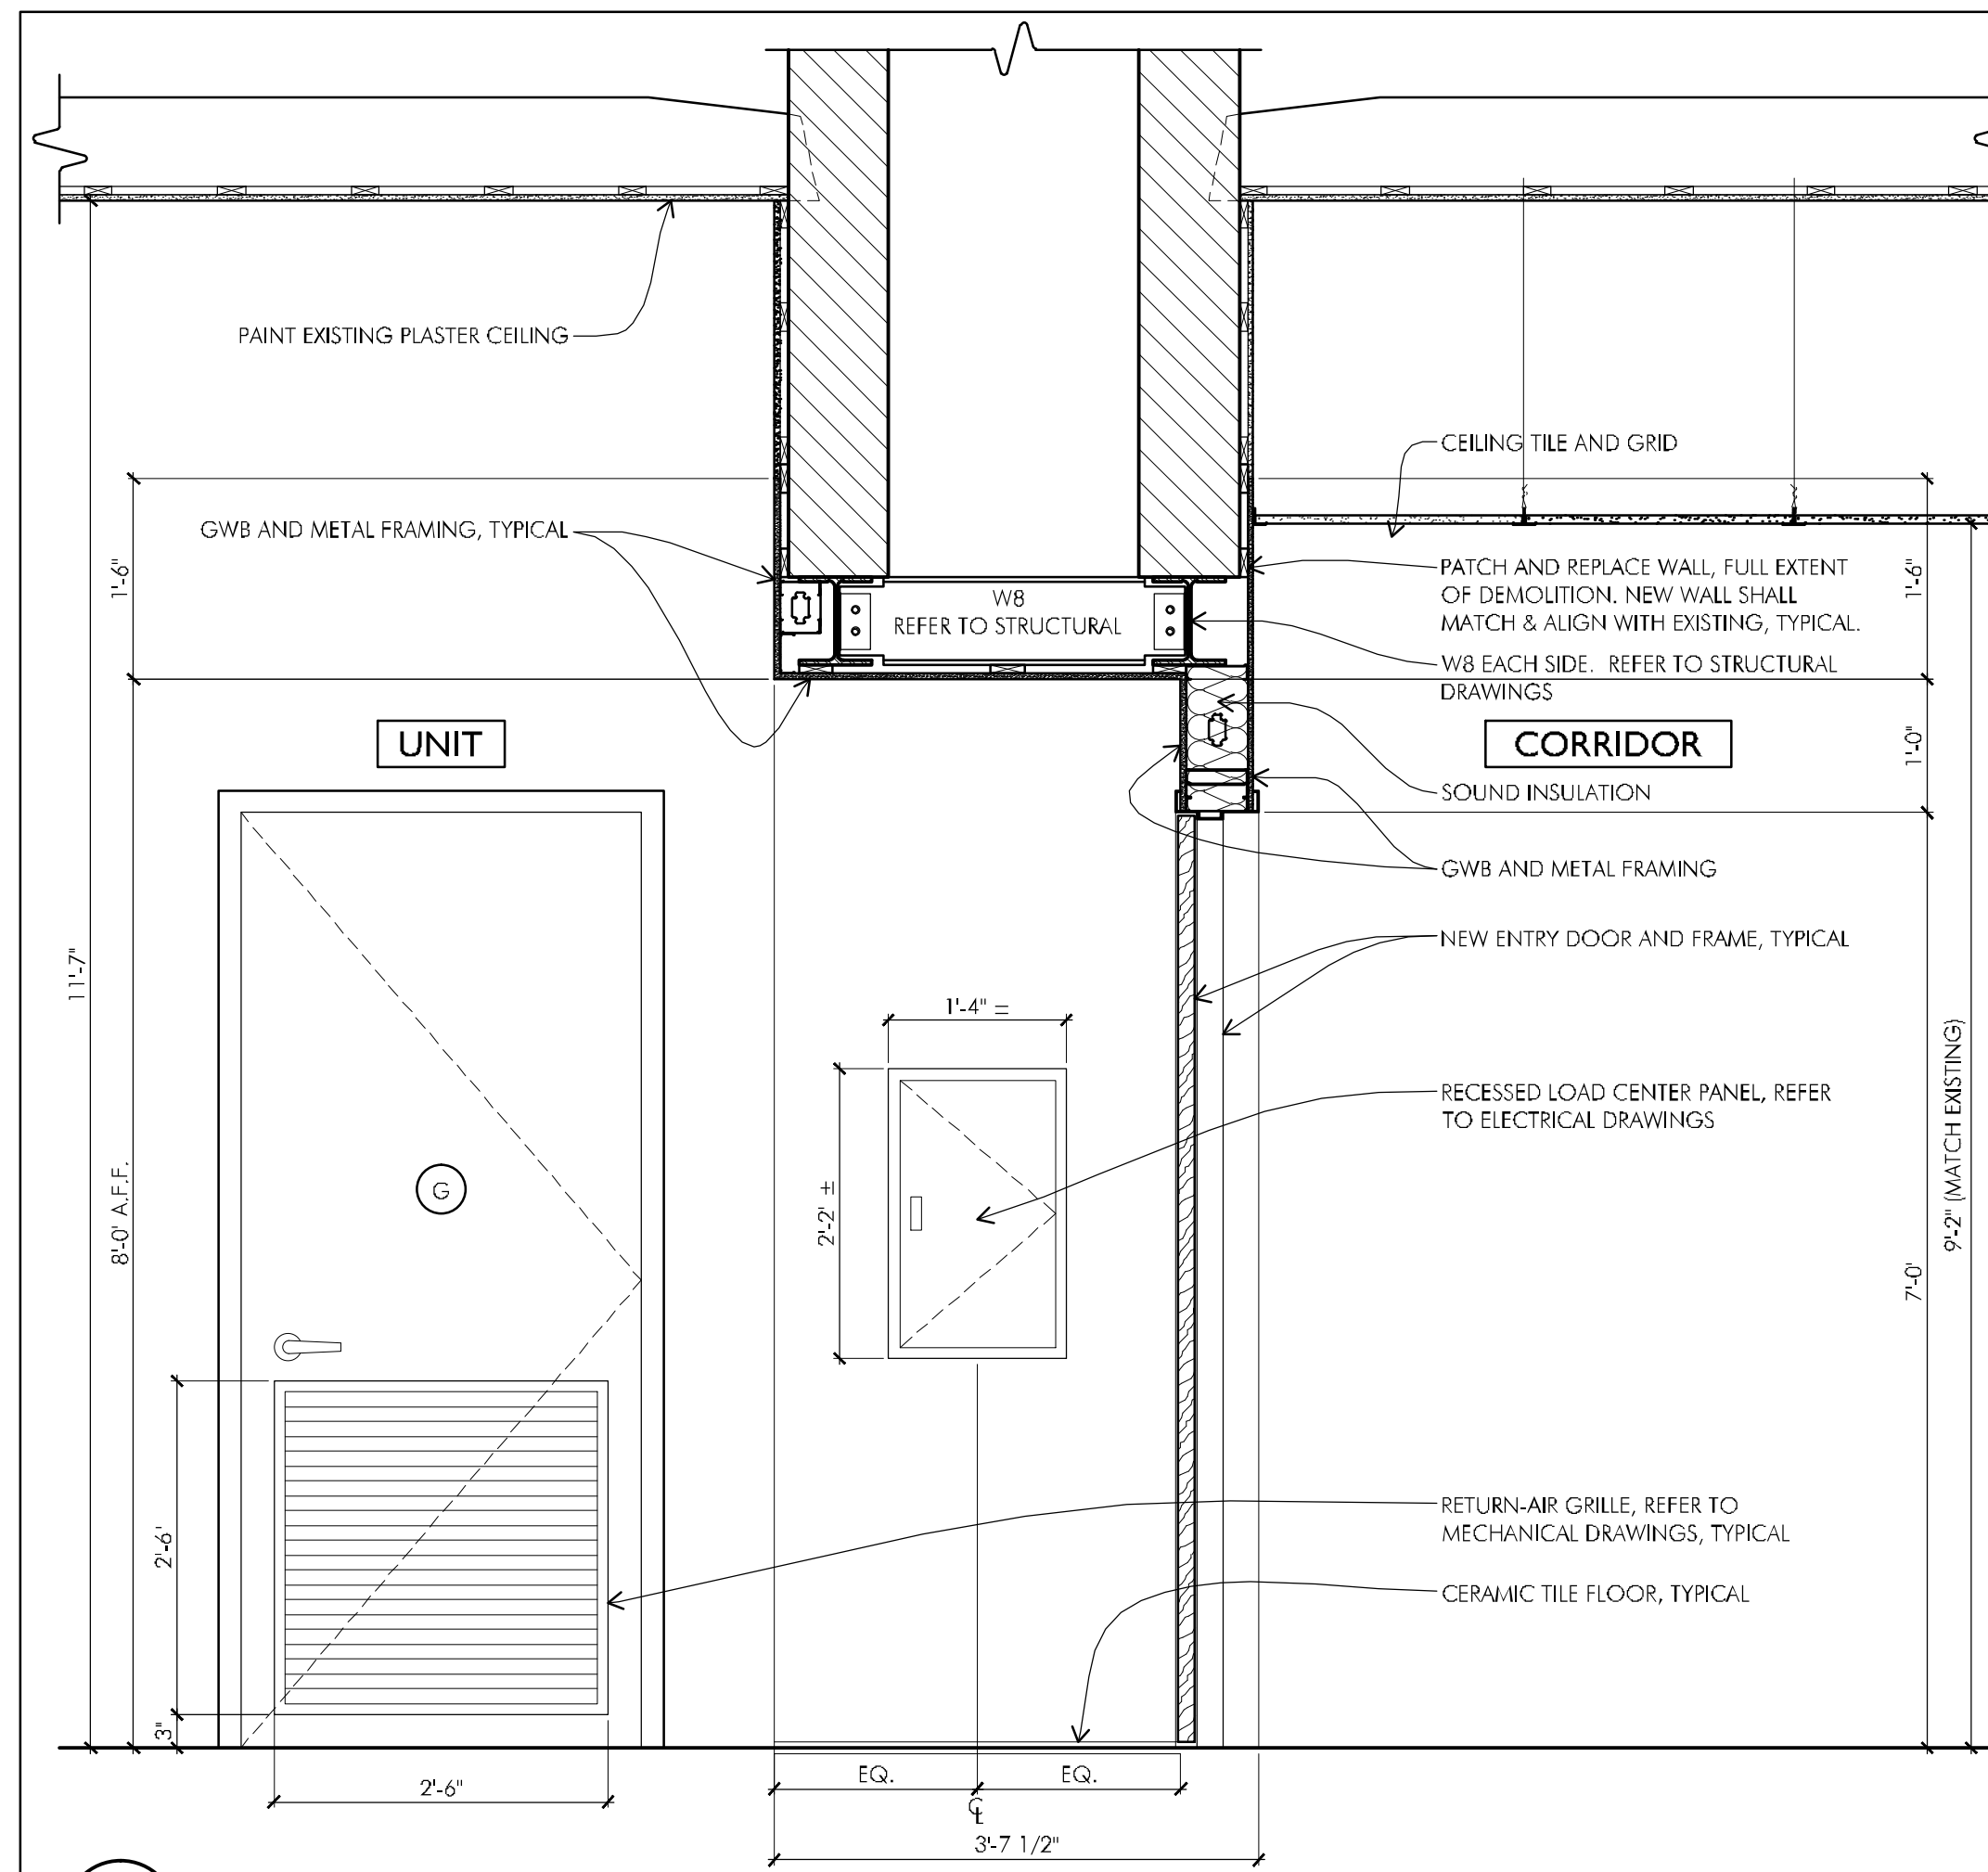 PAINT EXISTING PLASTER CEILING
CEILING TILE AND GRID
GWB AND METAL FRAMING, TYPICAL
1'-6"
W8
REFER TO STRUCTURAL
PATCH AND REPLACE WALL, FULL EXTENT
OF DEMOLITION. NEW WALL SHALL
MATCH & ALIGN WITH EXISTING, TYPICAL.
1'-6"
W8 EACH SIDE. REFER TO STRUCTURAL
DRAWINGS
UNIT
CORRIDOR
1'-0"
SOUND INSULATION
GWB AND METAL FRAMING
NEW ENTRY DOOR AND FRAME, TYPICAL
11'-7"
1'-4" =
RECESSED LOAD CENTER PANEL, REFER
TO ELECTRICAL DRAWINGS
9'-2" (MATCH EXISTING)
8'-0' A.F.F.
G
2'-2' ±
7'-0'
RETURN-AIR GRILLE, REFER TO
MECHANICAL DRAWINGS, TYPICAL
2'-6'
CERAMIC TILE FLOOR, TYPICAL
3"
2'-6"
EQ.
EQ.
℄
3'-7 1/2"